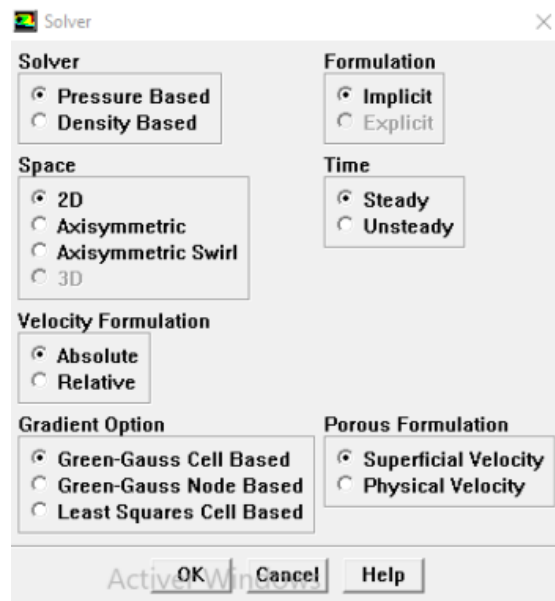 Solver
Solver
Pressure Based
Density Based
Formulation
Implicit
Explicit
Space
2D
Axisymmetric
Axisymmetric Swirl
3D
Time
Steady
Unsteady
Velocity Formulation
Absolute
Relative
Gradient Option
Green-Gauss Cell Based
Green-Gauss Node Based
Least Squares Cell Based
Porous Formulation
Superficial Velocity
Physical Velocity
OK Cancel Help
Activer Windows